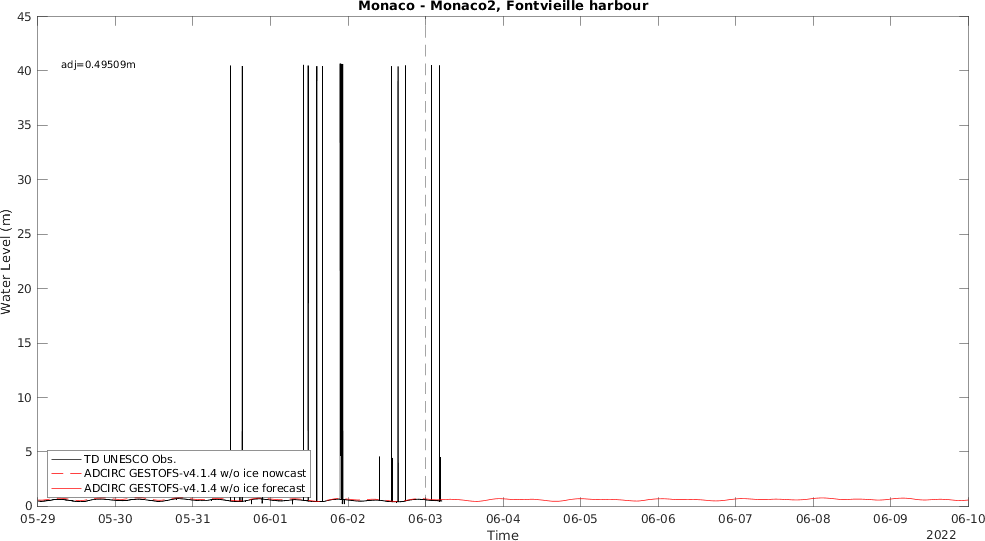 Monaco - Monaco2, Fontvieille harbour
45
40
35
30
25
20
15
10
5
0
adj=0.49509m
Water Level (m)
TD UNESCO Obs.
ADCIRC GESTOFS-v4.1.4 w/o ice nowcast
ADCIRC GESTOFS-v4.1.4 w/o ice forecast
05-29 05-30 05-31 06-01 06-02 06-03 06-04 06-05 06-06 06-07 06-08 06-09 06-10
Time
2022